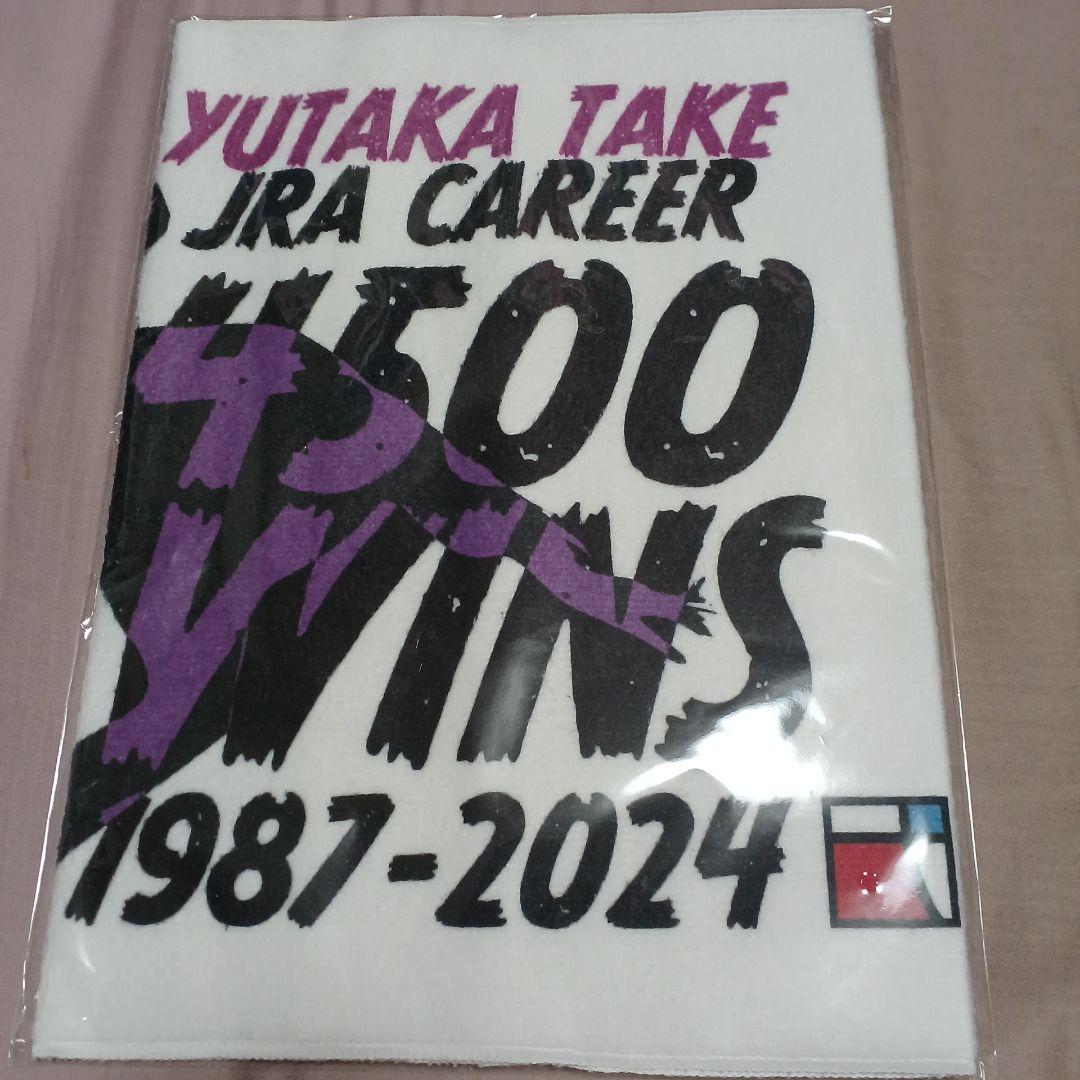 YUTAKA TAKE
JRA CAREER
4500
WINS
1987-2024